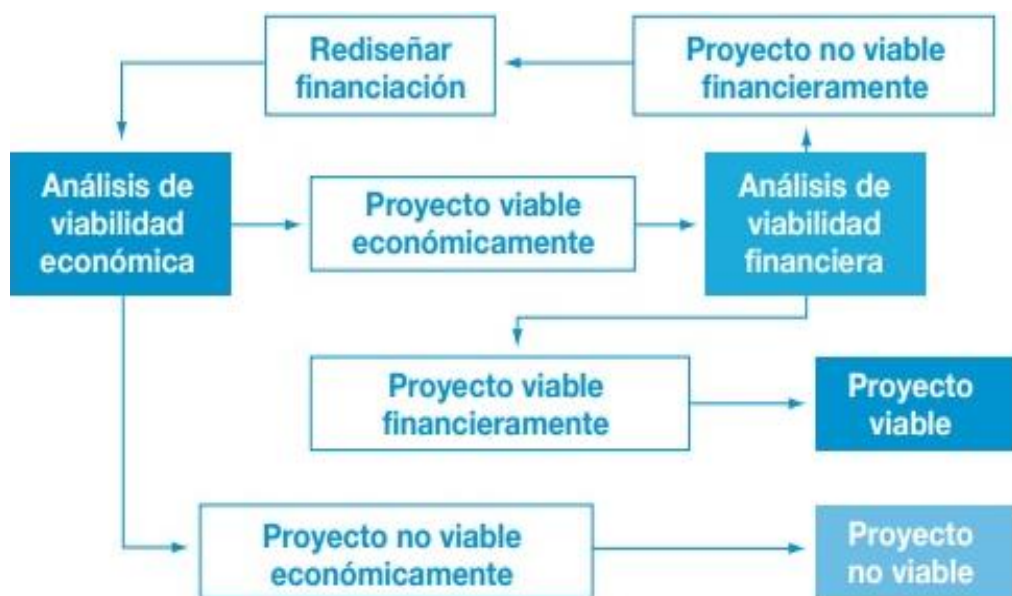 Rediseñar
financiación
Proyecto no viable
financieramente
Análisis de
viabilidad
económica
Proyecto viable
económicamente
Análisis de
viabilidad
financiera
Proyecto viable
financieramente
Proyecto
viable
Proyecto no viable
económicamente
Proyecto
no viable